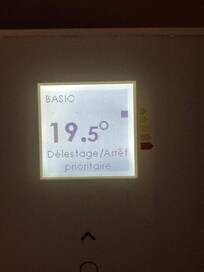 BASIC
19.5°
Délestage/Arrêt
prioritaire